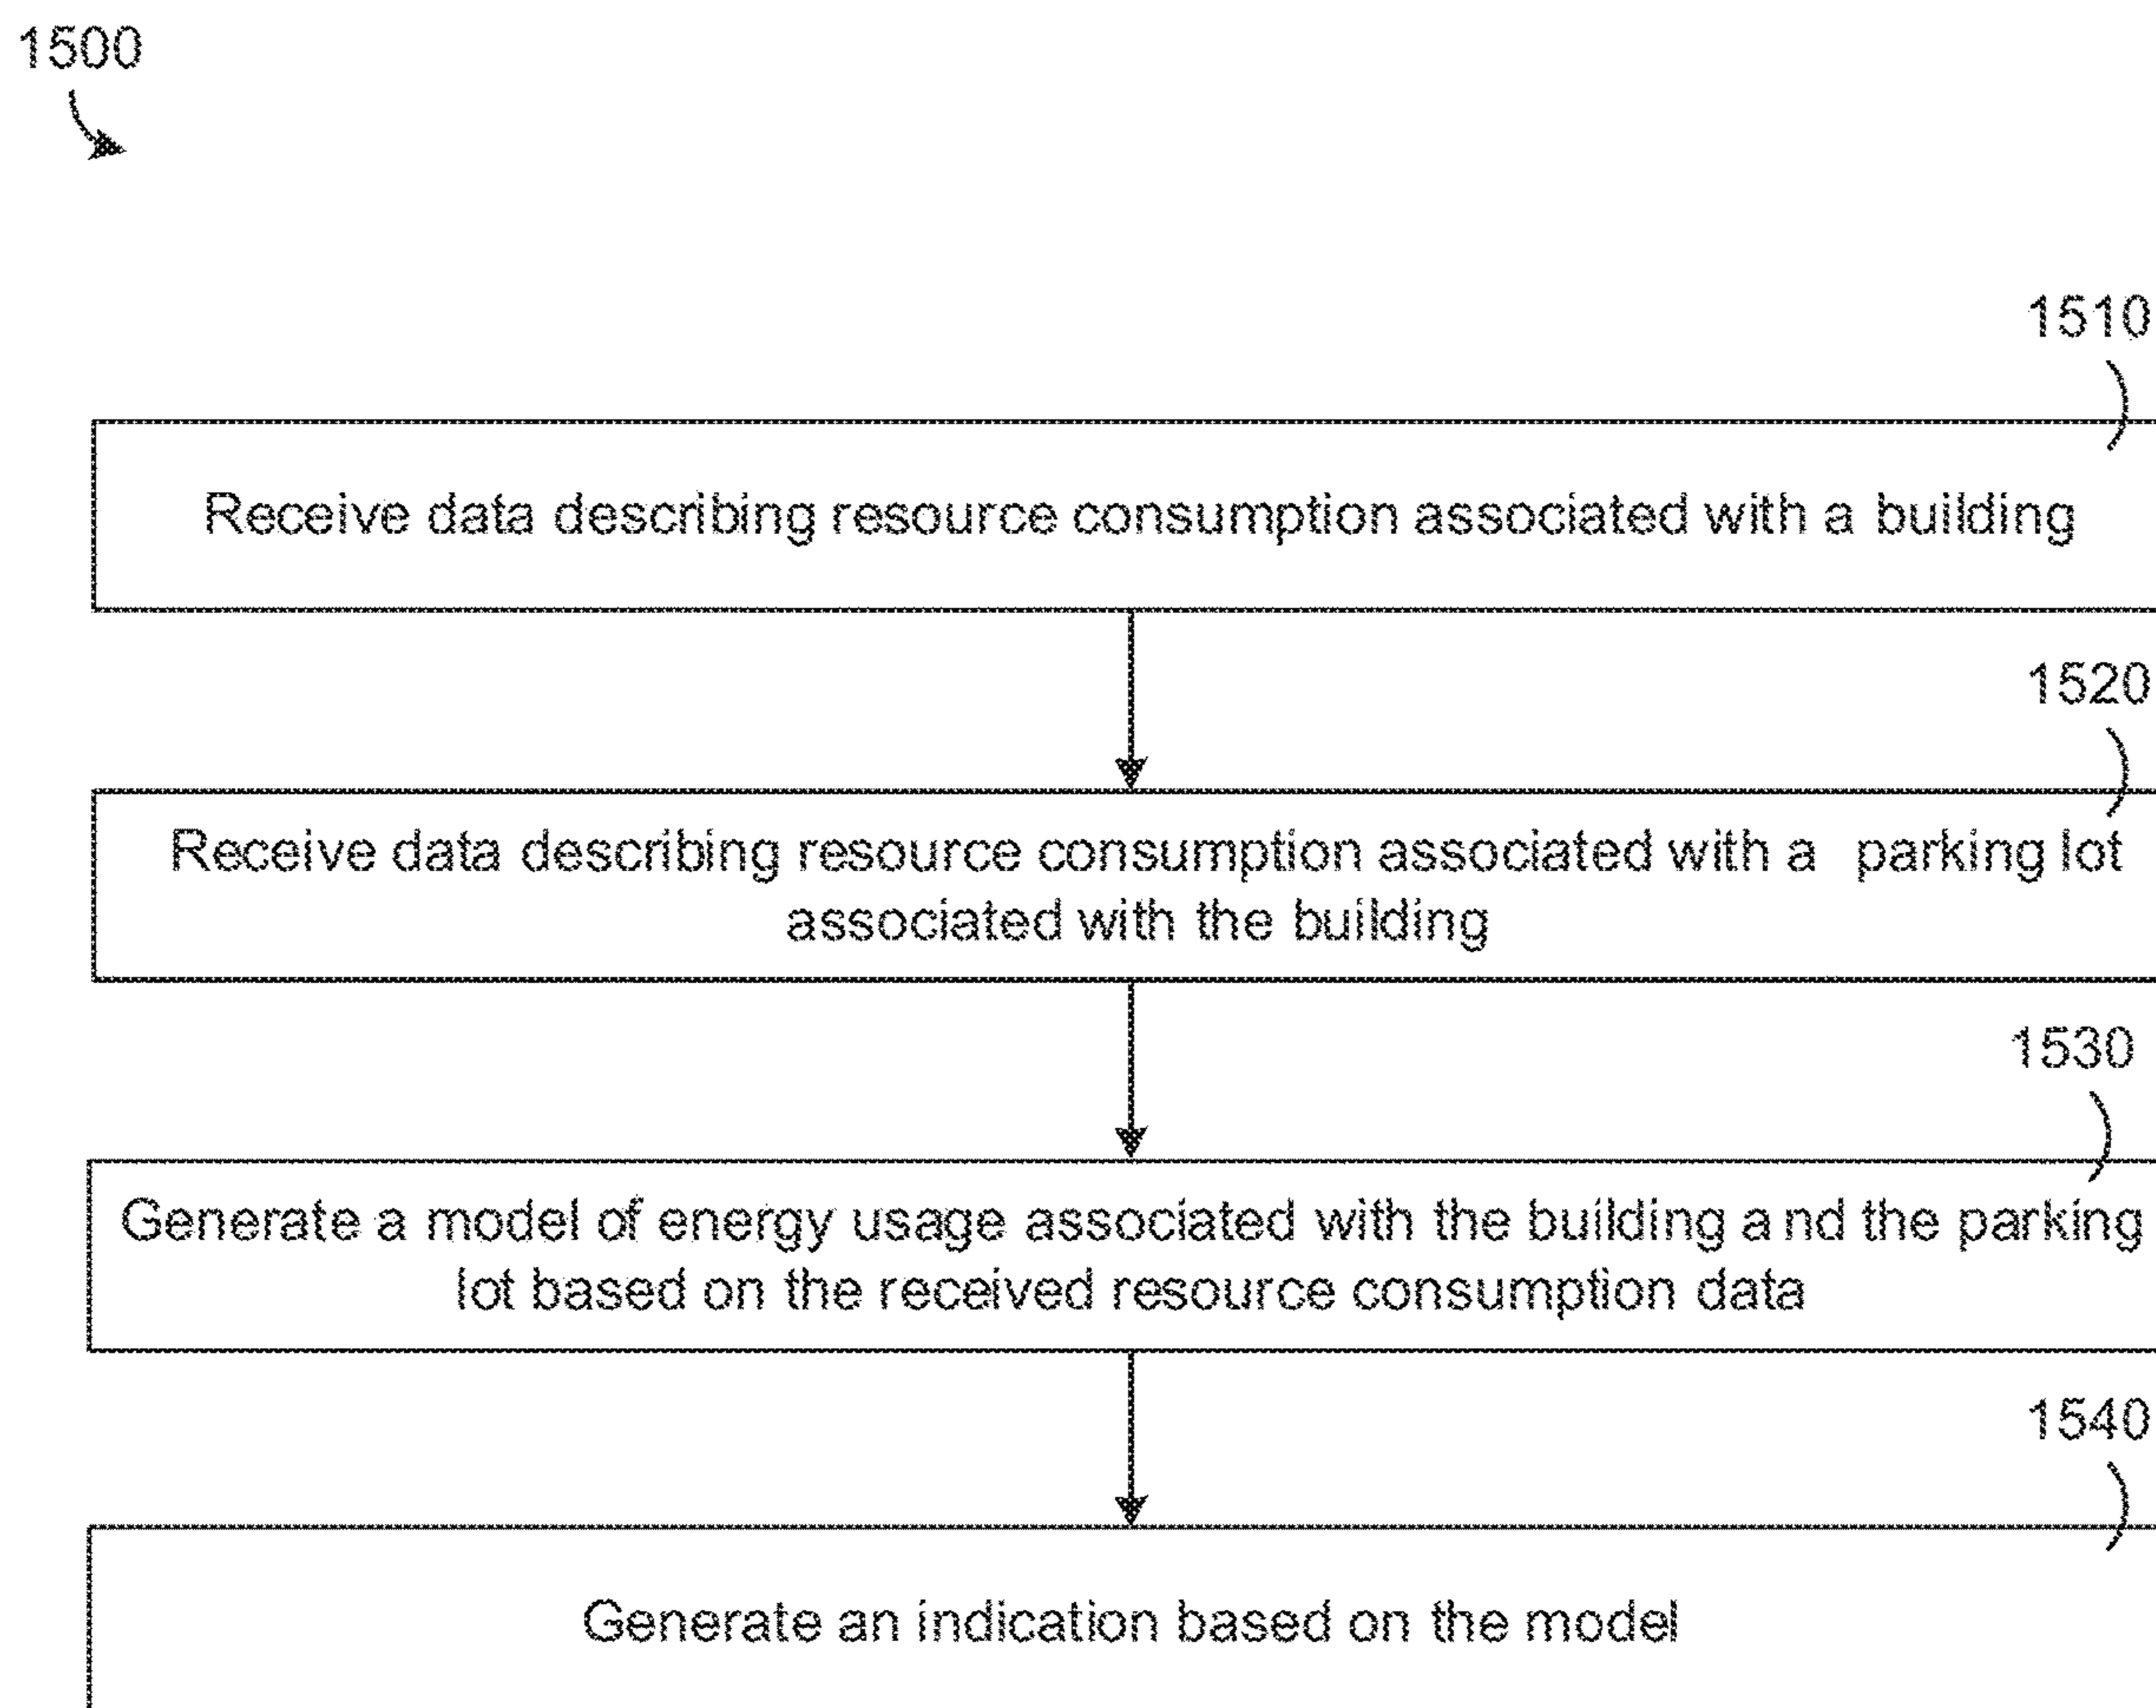 1500
1510
Receive data describing resource consumption associated with a building
1520
Receive data describing resource consumption associated with a parking lot
associated with the building
1530
Generate a model of energy usage associated with the building and the parking
lot based on the received resource consumption data
1540
Generate an indication based on the model